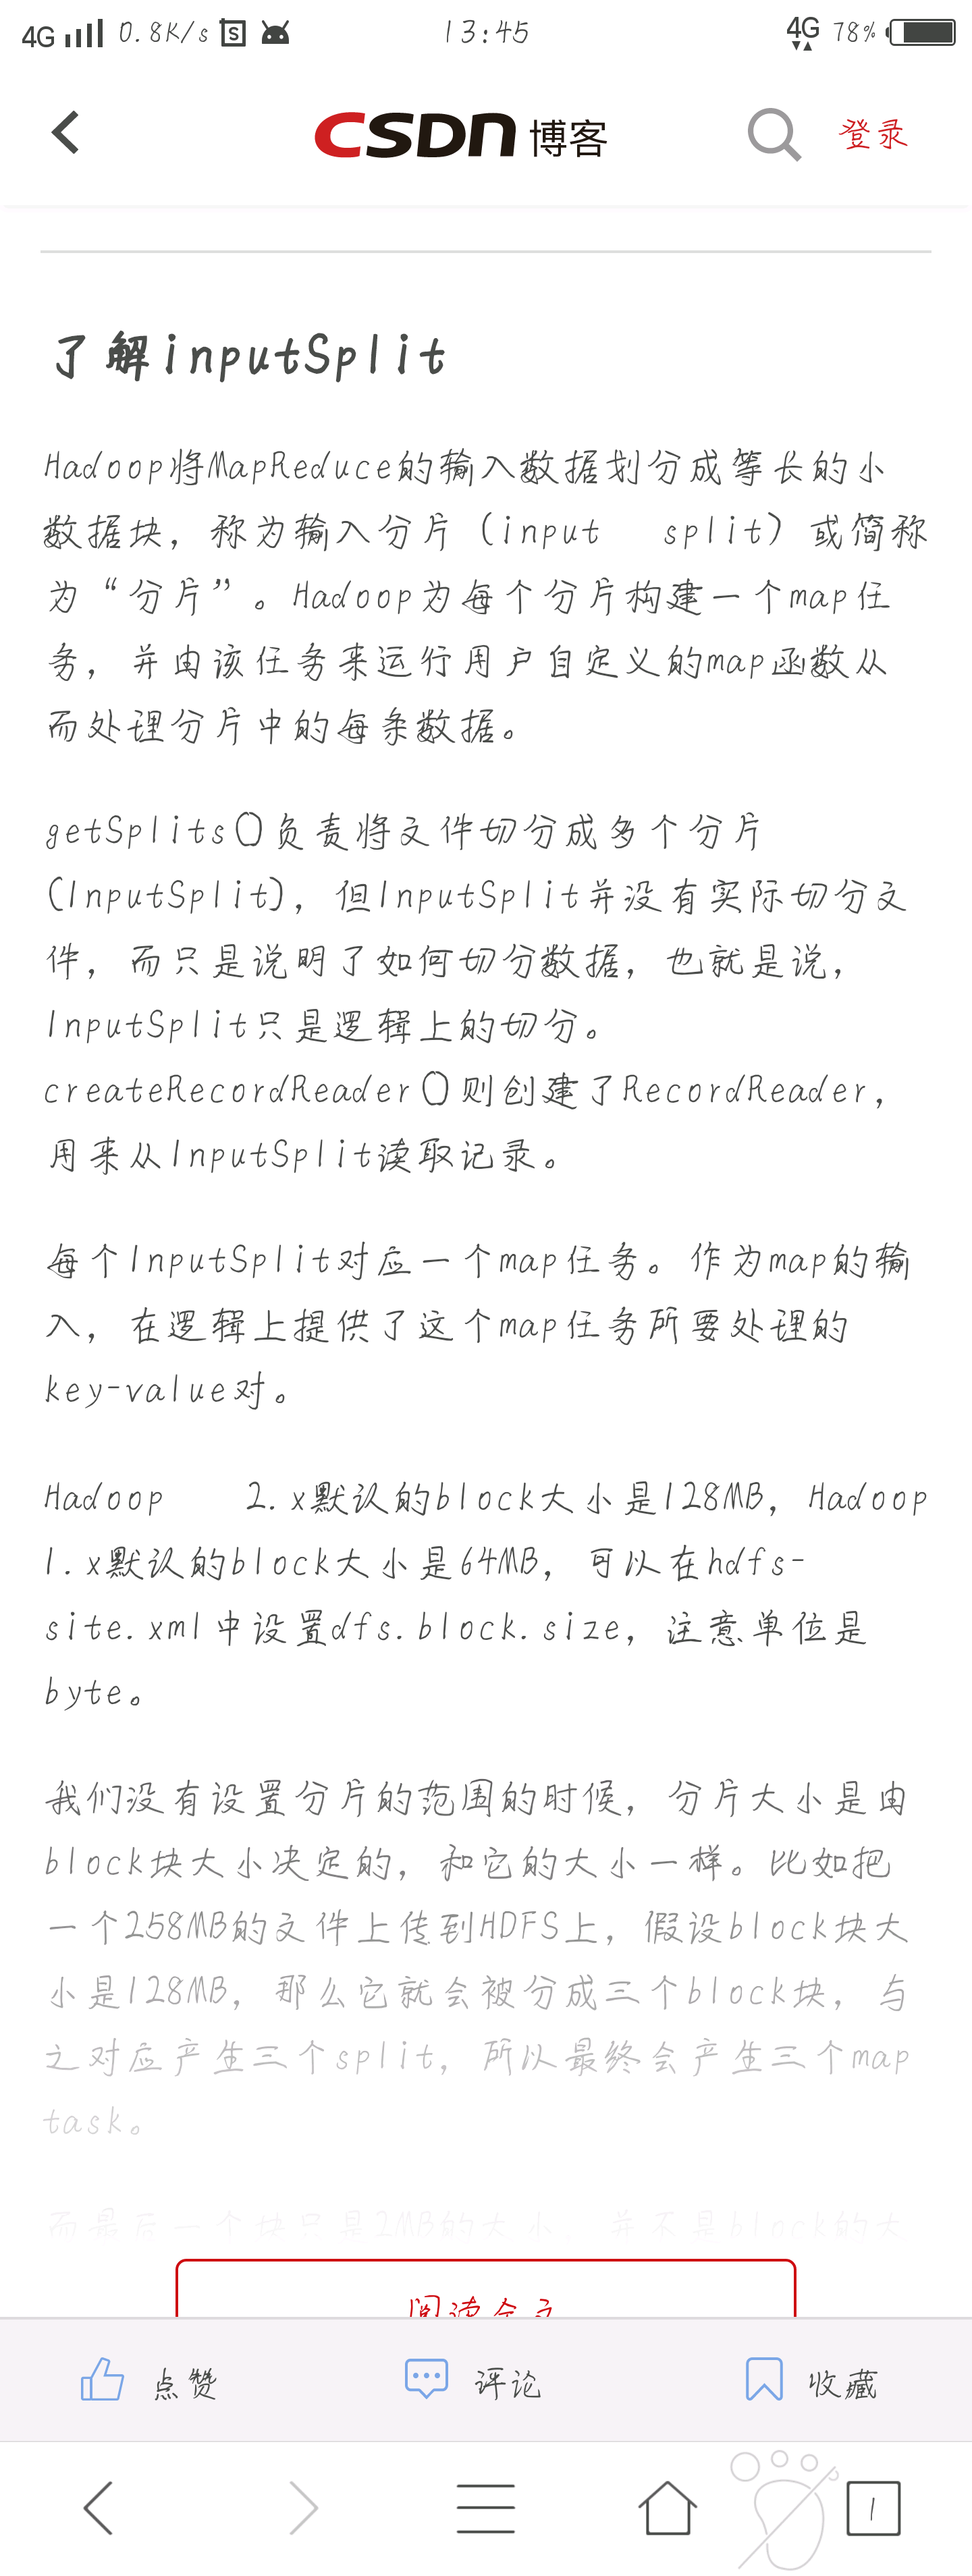 4G 0.8K/s 13:45 4G 78%
CSDN 博客 登录
了解inputSplit
Hadoop将MapReduce的输入数据划分成等长的小
数据块，称为输入分片（input split）或简称
为“分片”。Hadoop为每个分片构建一个map任
务，并由该任务来运行用户自定义的map函数从
而处理分片中的每条数据。
getSplits()负责将文件切分成多个分片
(InputSplit)，但InputSplit并没有实际切分文
件，而只是说明了如何切分数据，也就是说，
InputSplit只是逻辑上的切分。
createRecordReader()则创建了RecordReader，
用来从InputSplit读取记录。
每个InputSplit对应一个map任务。作为map的输
入，在逻辑上提供了这个map任务所要处理的
key-value对。
Hadoop 2.x默认的block大小是128MB，Hadoop
1.x默认的block大小是64MB，可以在hdfs-
site.xml中设置dfs.block.size，注意单位是
byte。
我们没有设置分片的范围的时候，分片大小是由
block块大小决定的，和它的大小一样。比如把
一个258MB的文件上传到HDFS上，假设block块大
小是128MB，那么它就会被分成三个block块，与
之对应产生三个split，所以最终会产生三个map
task。
而最后一个块只是2MB的大小，并不是block的大
阅读全文
点赞 评论 收藏
1